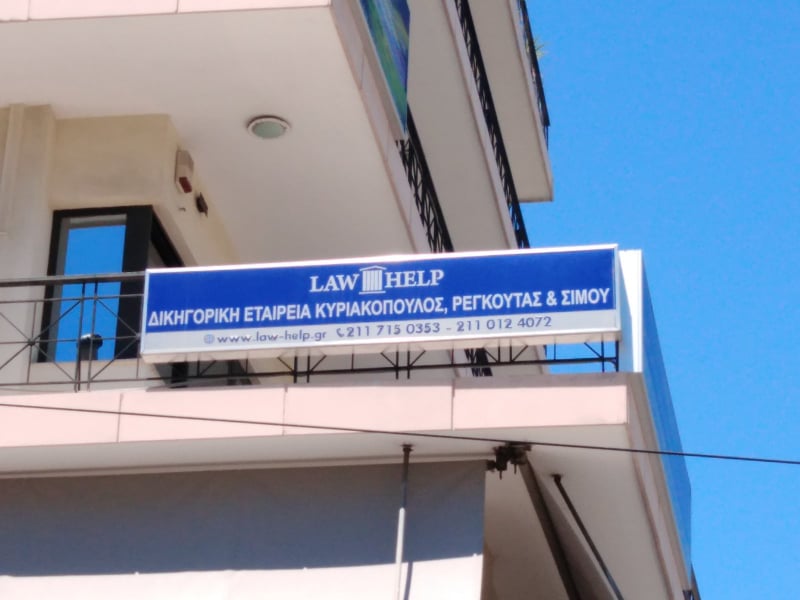 LAW HELP
ΔΙΚΗΓΟΡΙΚΗ ΕΤΑΙΡΕΙΑ ΚΥΡΙΑΚΟΠΟΥΛΟΣ, ΡΕΓΚΟΥΤΑΣ & ΣΙΜΟΥ
www.law-help.gr 211 715 0353 - 211 012 4072